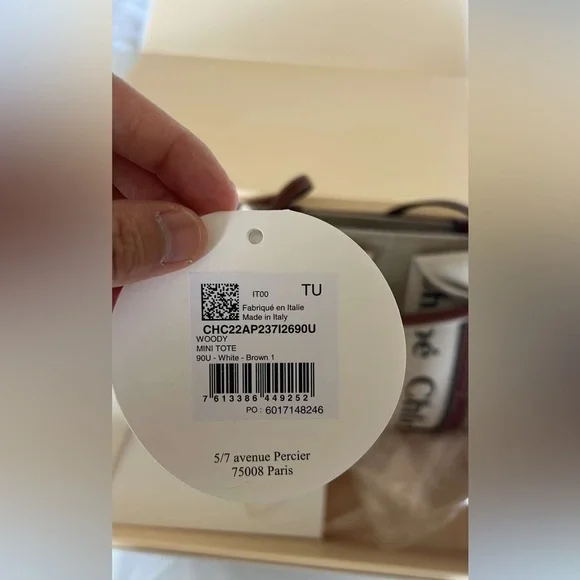 IT00 TU
Fabriqué en Italie
Made in Italy
CHC22AP237I2690U
WOODY
MINI TOTE
90U - White - Brown 1
7 613386 449252
PO : 6017148246
5/7 avenue Percier
75008 Paris